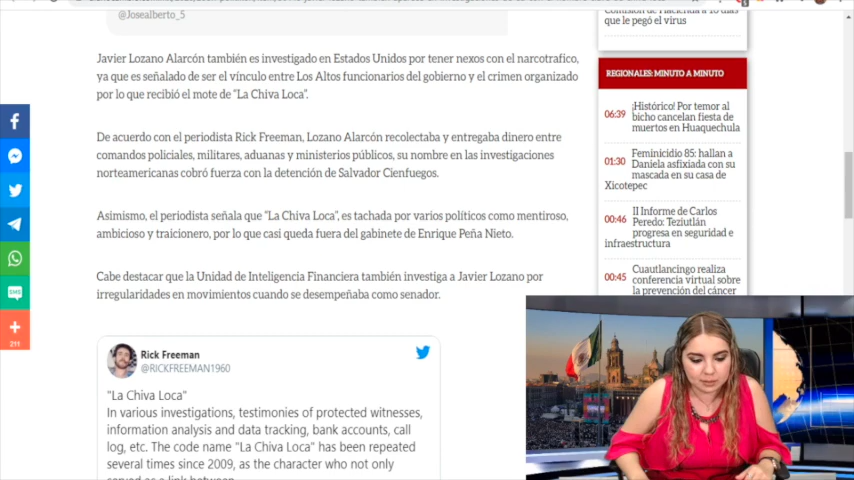 @Josealberto_5
Javier Lozano Alarcón también es investigado en Estados Unidos por tener nexos con el narcotrafico,
ya que es señalado de ser el vínculo entre Los Altos funcionarios del gobierno y el crimen organizado
por lo que recibió el mote de "La Chiva Loca".
De acuerdo con el periodista Rick Freeman, Lozano Alarcón recolectaba y entregaba dinero entre
comandos policiales, militares, aduanas y ministerios públicos, su nombre en las investigaciones
norteamericanas cobró fuerza con la detención de Salvador Cienfuegos.
Asimismo, el periodista señala que "La Chiva Loca", es tachada por varios políticos como mentiroso,
ambicioso y traicionero, por lo que casi queda fuera del gabinete de Enrique Peña Nieto.
Cabe destacar que la Unidad de Inteligencia Financiera también investiga a Javier Lozano por
irregularidades en movimientos cuando se desempeñaba como senador.
Rick Freeman
@RICKFREEMAN1960
"La Chiva Loca"
In various investigations, testimonies of protected witnesses,
information analysis and data tracking, bank accounts, call
log, etc. The code name "La Chiva Loca" has been repeated
several times since 2009, as the character who not only
served as a link between
Comisión de Hacienda a 16 días
que le pegó el virus
REGIONALES: MINUTO A MINUTO
06:39 ¡Histórico! Por temor al
bicho cancelan fiesta de
muertos en Huaquechula
01:30 Feminicidio 85: hallan a
Daniela asfixiada con su
mascada en su casa de
Xicotepec
00:46 II Informe de Carlos
Peredo: Teziutlán
progresa en seguridad e
infraestructura
00:45 Cuautlancingo realiza
conferencia virtual sobre
la prevención del cáncer
SMS
211